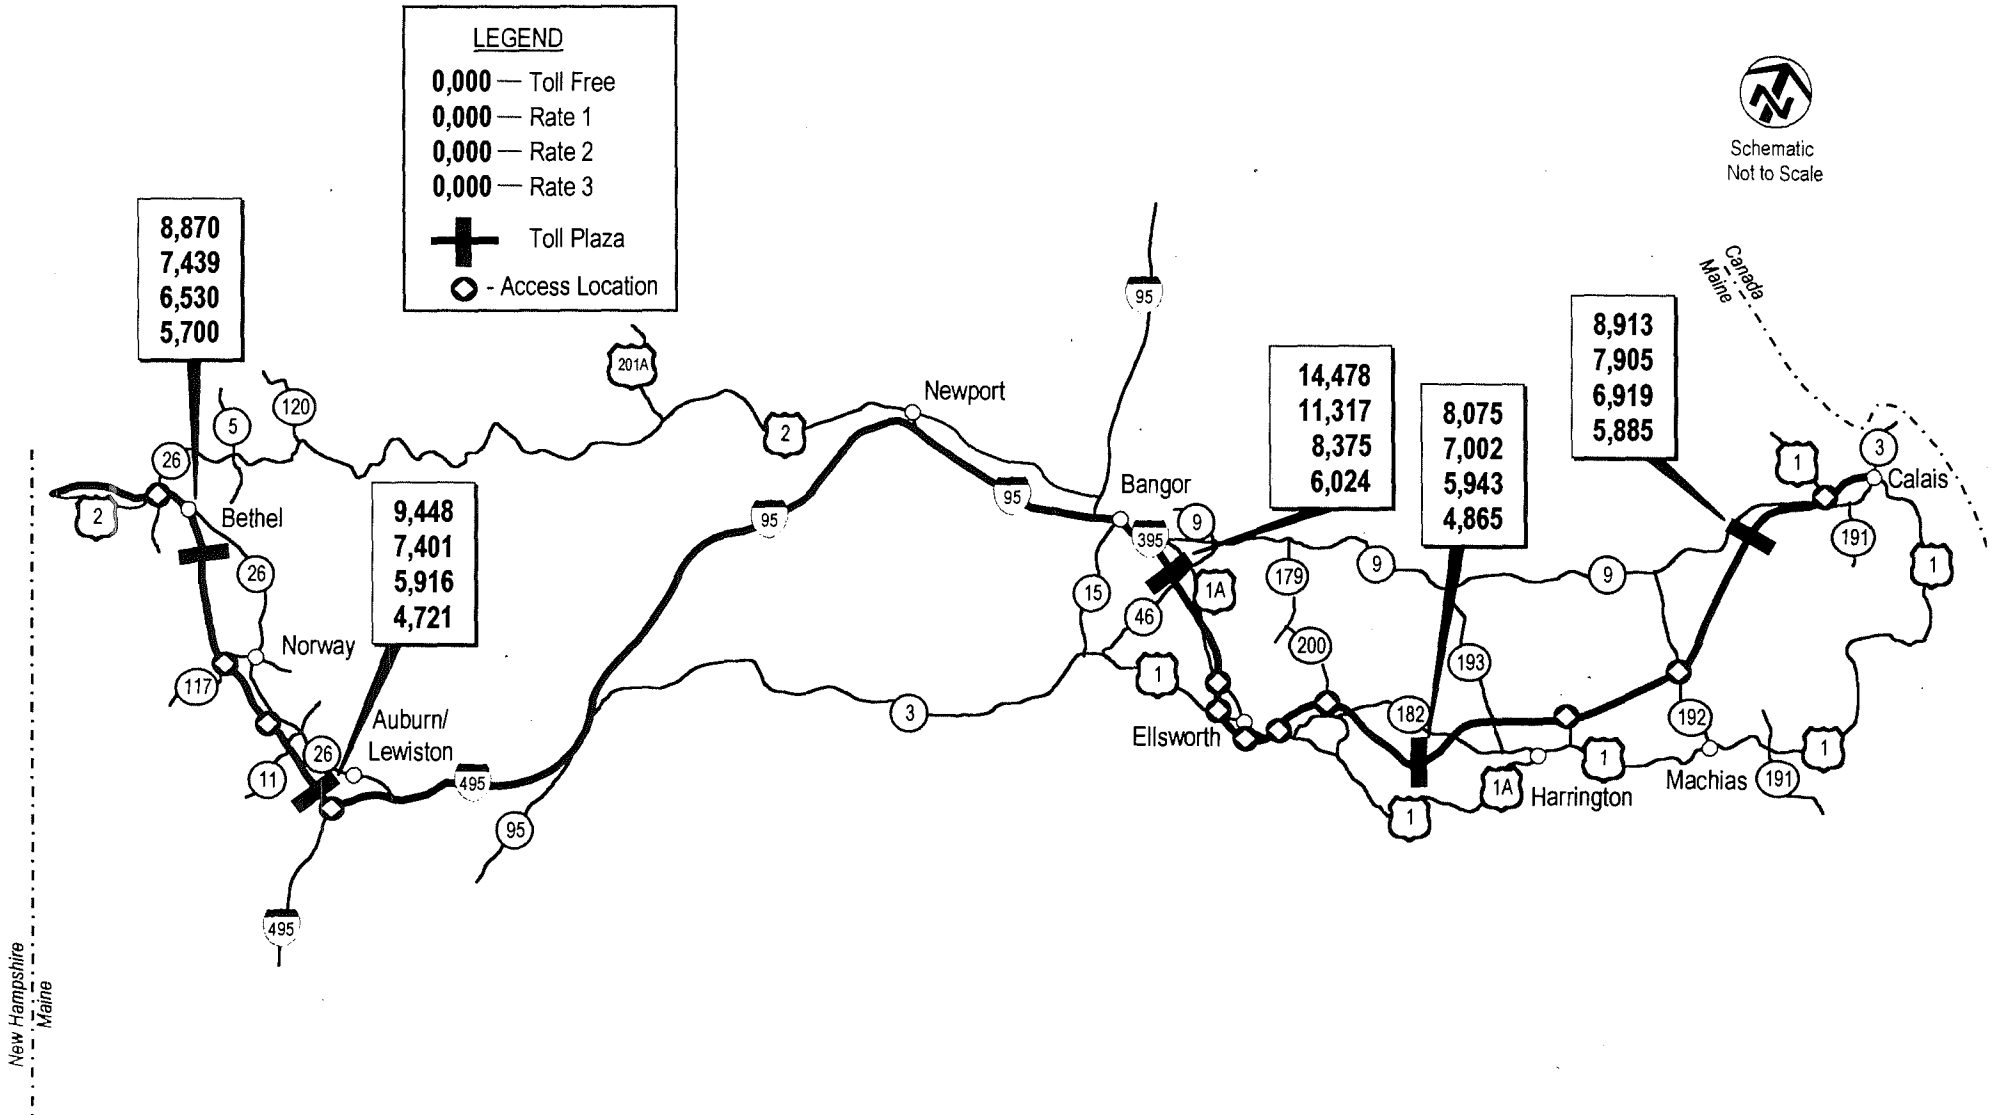 LEGEND
0,000 — Toll Free
0,000 — Rate 1
0,000 — Rate 2
0,000 — Rate 3
Toll Plaza
- Access Location
Schematic
Not to Scale
8,870
7,439
6,530
5,700
9,448
7,401
5,916
4,721
14,478
11,317
8,375
6,024
8,075
7,002
5,943
4,865
8,913
7,905
6,919
5,885
Canada
Maine
New Hampshire
Maine
2
26
5
120
201A
2
Newport
95
Bangor
95
95
Bethel
26
Norway
117
11
26
Auburn/
Lewiston
495
495
95
3
395
9
15
46
1A
1
Ellsworth
179
200
9
182
193
1
1A
Harrington
1
9
192
Machias
191
1
1
191
3
Calais
1